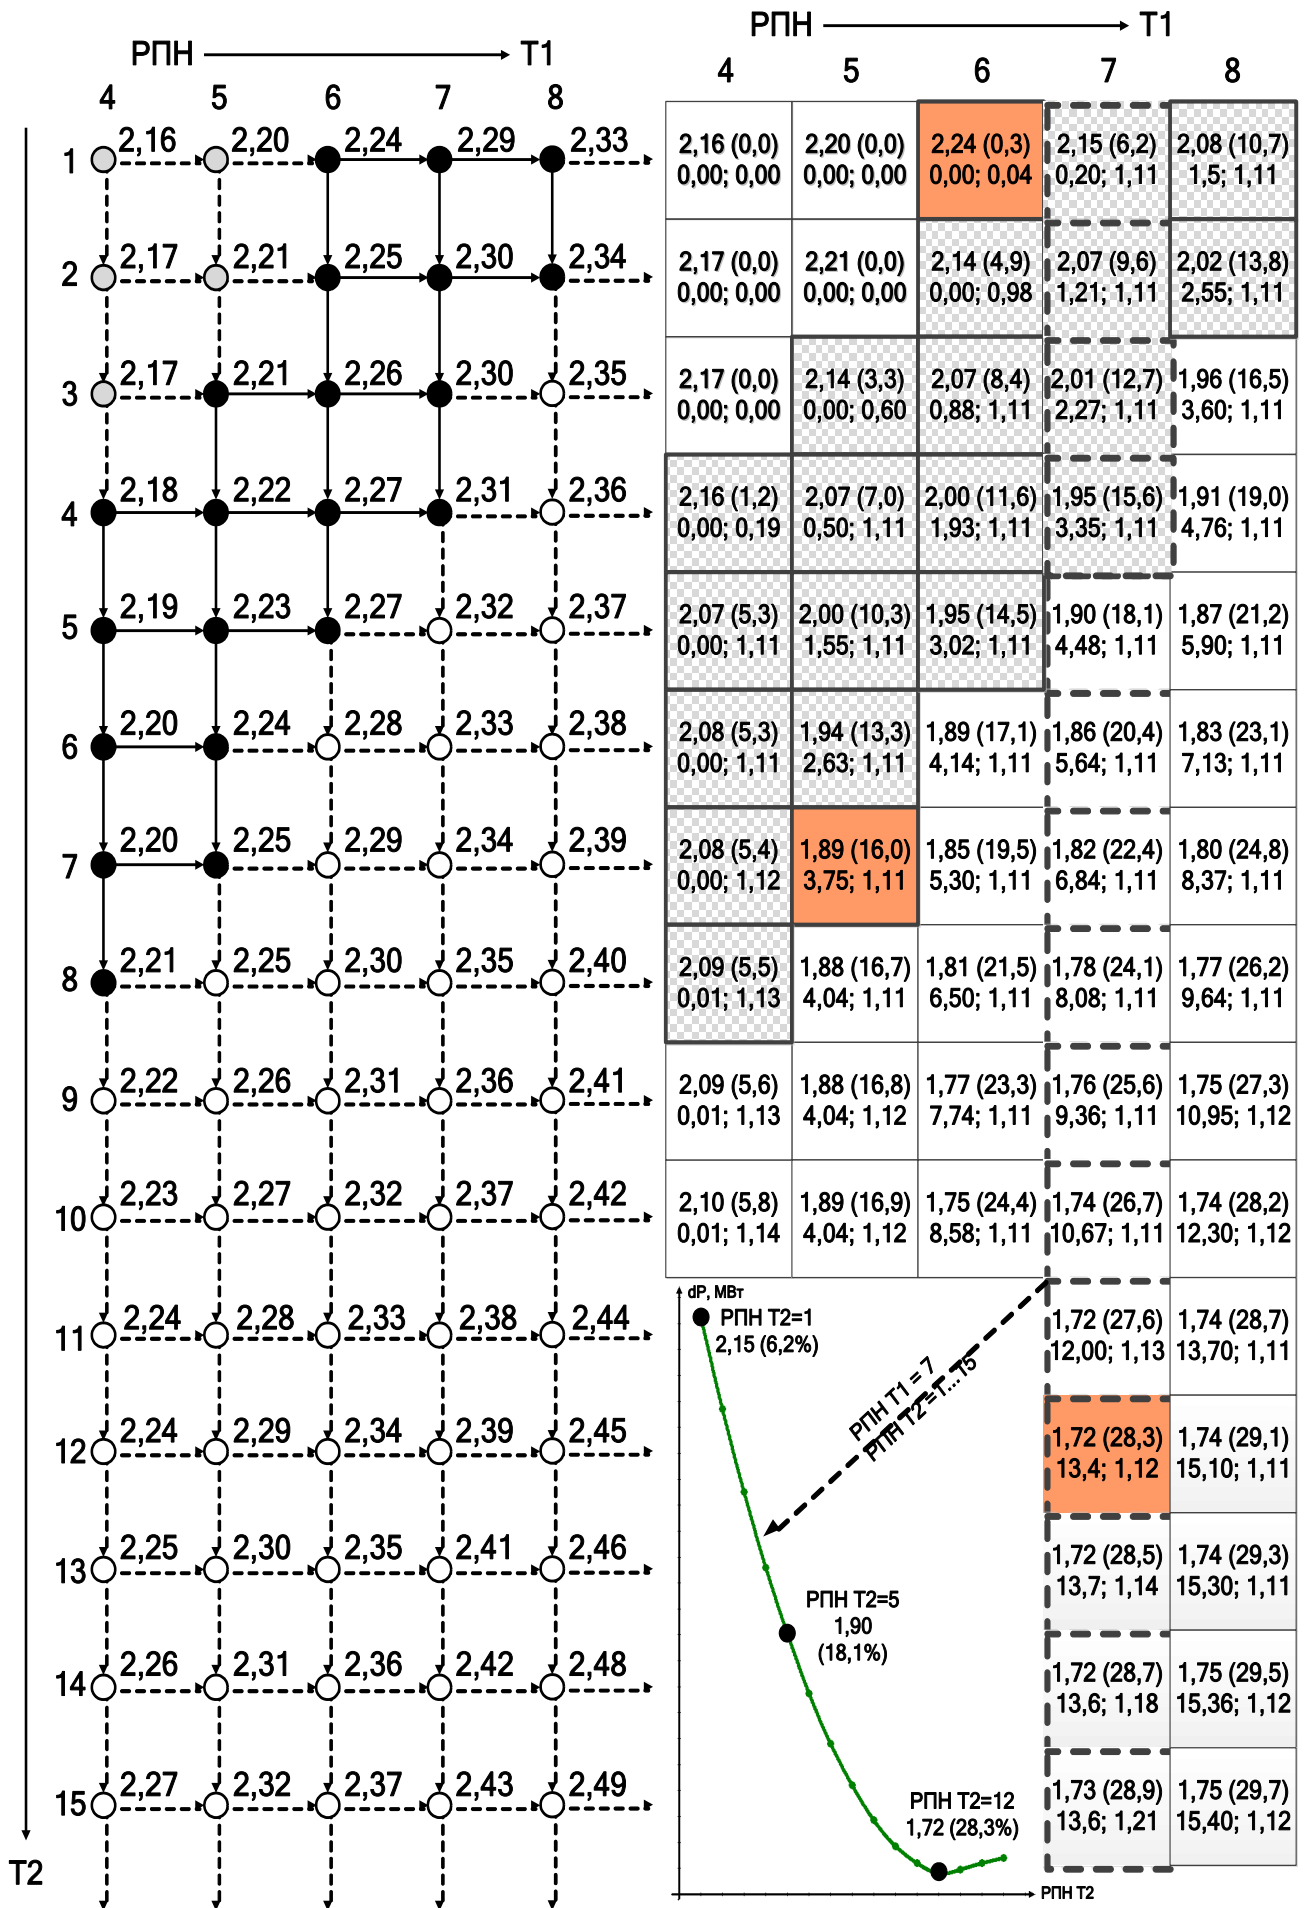 РПН Т1
4 5 6 7 8
1 2,16 2,20 2,24 2,29 2,33
2 2,17 2,21 2,25 2,30 2,34
3 2,17 2,21 2,26 2,30 2,35
4 2,18 2,22 2,27 2,31 2,36
5 2,19 2,23 2,27 2,32 2,37
6 2,20 2,24 2,28 2,33 2,38
7 2,20 2,25 2,29 2,34 2,39
8 2,21 2,25 2,30 2,35 2,40
9 2,22 2,26 2,31 2,36 2,41
10 2,23 2,27 2,32 2,37 2,42
11 2,24 2,28 2,33 2,38 2,44
12 2,24 2,29 2,34 2,39 2,45
13 2,25 2,30 2,35 2,41 2,46
14 2,26 2,31 2,36 2,42 2,48
15 2,27 2,32 2,37 2,43 2,49
Т2
РПН Т1
4 5 6 7 8
2,16 (0,0) 2,20 (0,0) 2,24 (0,3) 2,15 (6,2) 2,08 (10,7)
0,00; 0,00 0,00; 0,00 0,00; 0,04 0,20; 1,11 1,5; 1,11
2,17 (0,0) 2,21 (0,0) 2,14 (4,9) 2,07 (9,6) 2,02 (13,8)
0,00; 0,00 0,00; 0,00 0,00; 0,98 1,21; 1,11 2,55; 1,11
2,17 (0,0) 2,14 (3,3) 2,07 (8,4) 2,01 (12,7) 1,96 (16,5)
0,00; 0,00 0,00; 0,60 0,88; 1,11 2,27; 1,11 3,60; 1,11
2,16 (1,2) 2,07 (7,0) 2,00 (11,6) 1,95 (15,6) 1,91 (19,0)
0,00; 0,19 0,50; 1,11 1,93; 1,11 3,35; 1,11 4,76; 1,11
2,07 (5,3) 2,00 (10,3) 1,95 (14,5) 1,90 (18,1) 1,87 (21,2)
0,00; 1,11 1,55; 1,11 3,02; 1,11 4,48; 1,11 5,90; 1,11
2,08 (5,3) 1,94 (13,3) 1,89 (17,1) 1,86 (20,4) 1,83 (23,1)
0,00; 1,11 2,63; 1,11 4,14; 1,11 5,64; 1,11 7,13; 1,11
2,08 (5,4) 1,89 (16,0) 1,85 (19,5) 1,82 (22,4) 1,80 (24,8)
0,00; 1,12 3,75; 1,11 5,30; 1,11 6,84; 1,11 8,37; 1,11
2,09 (5,5) 1,88 (16,7) 1,81 (21,5) 1,78 (24,1) 1,77 (26,2)
0,01; 1,13 4,04; 1,11 6,50; 1,11 8,08; 1,11 9,64; 1,11
2,09 (5,6) 1,88 (16,8) 1,77 (23,3) 1,76 (25,6) 1,75 (27,3)
0,01; 1,13 4,04; 1,12 7,74; 1,11 9,36; 1,11 10,95; 1,12
2,10 (5,8) 1,89 (16,9) 1,75 (24,4) 1,74 (26,7) 1,74 (28,2)
0,01; 1,14 4,04; 1,12 8,58; 1,11 10,67; 1,11 12,30; 1,12
1,72 (27,6) 1,74 (28,7)
12,00; 1,13 13,70; 1,11
1,72 (28,3) 1,74 (29,1)
13,4; 1,12 15,10; 1,11
1,72 (28,5) 1,74 (29,3)
13,7; 1,14 15,30; 1,11
1,72 (28,7) 1,75 (29,5)
13,6; 1,18 15,36; 1,12
1,73 (28,9) 1,75 (29,7)
13,6; 1,21 15,40; 1,12
dP, МВт
РПН Т2=1
2,15 (6,2%)
РПН Т1 = 7
РПН Т2 =1...15
РПН Т2=5
1,90
(18,1%)
РПН Т2=12
1,72 (28,3%)
РПН Т2